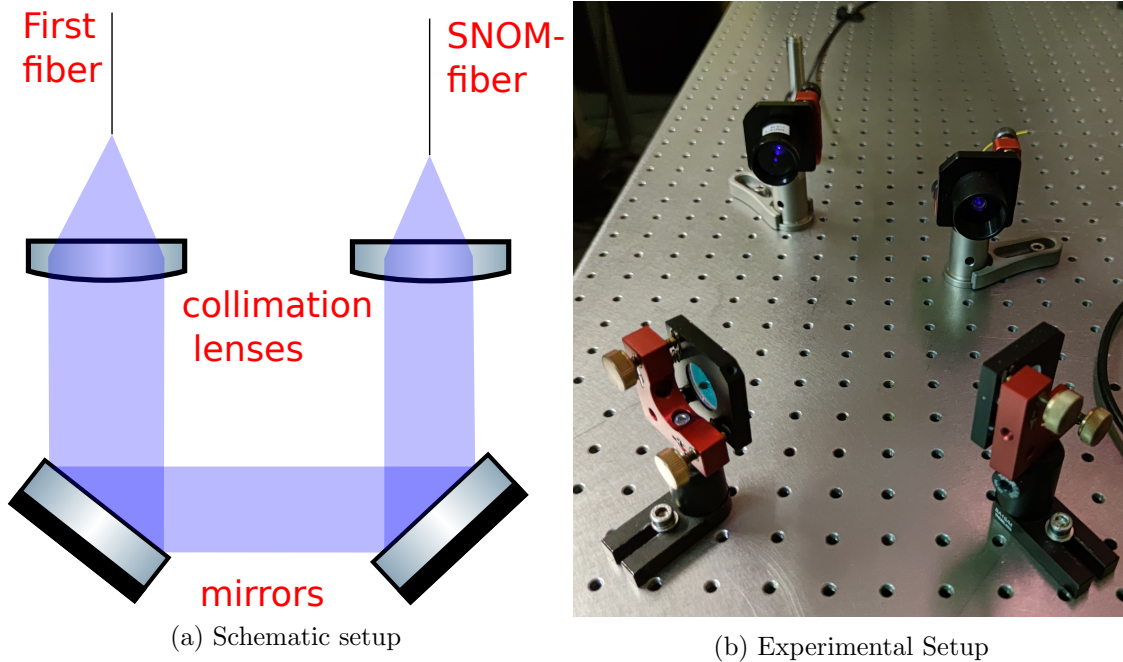 First
fiber
SNOM-
fiber
collimation
lenses
mirrors
(a) Schematic setup
(b) Experimental Setup